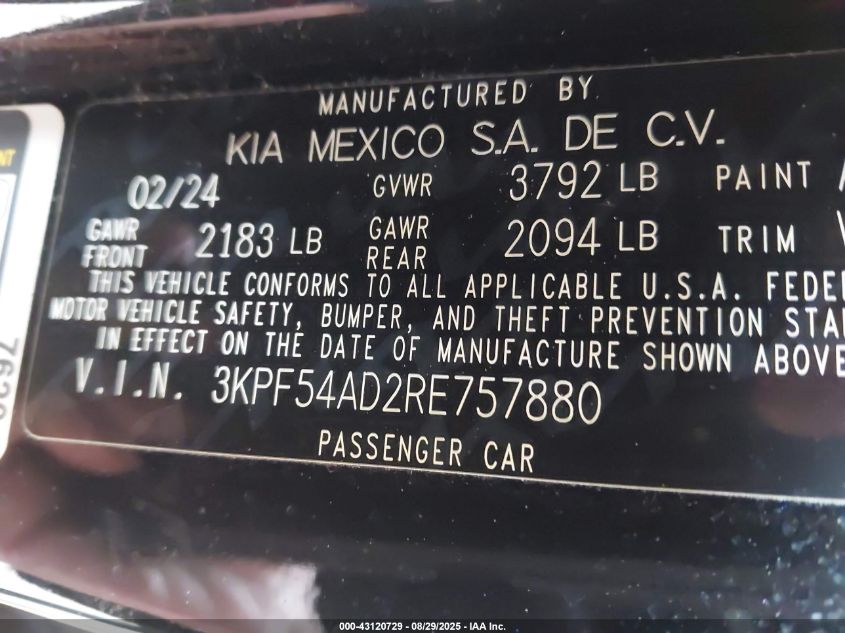 MANUFACTURED BY
KIA MEXICO S.A. DE C.V.
02/24 GVWR 3792 LB PAINT
GAWR FRONT 2183 LB GAWR REAR 2094 LB TRIM
THIS VEHICLE CONFORMS TO ALL APPLICABLE U.S.A. FEDE
MOTOR VEHICLE SAFETY, BUMPER, AND THEFT PREVENTION STA
IN EFFECT ON THE DATE OF MANUFACTURE SHOWN ABOVE
V.I.N. 3KPF54AD2RE757880
PASSENGER CAR
000-43120729 - 08/29/2025 - IAA Inc.